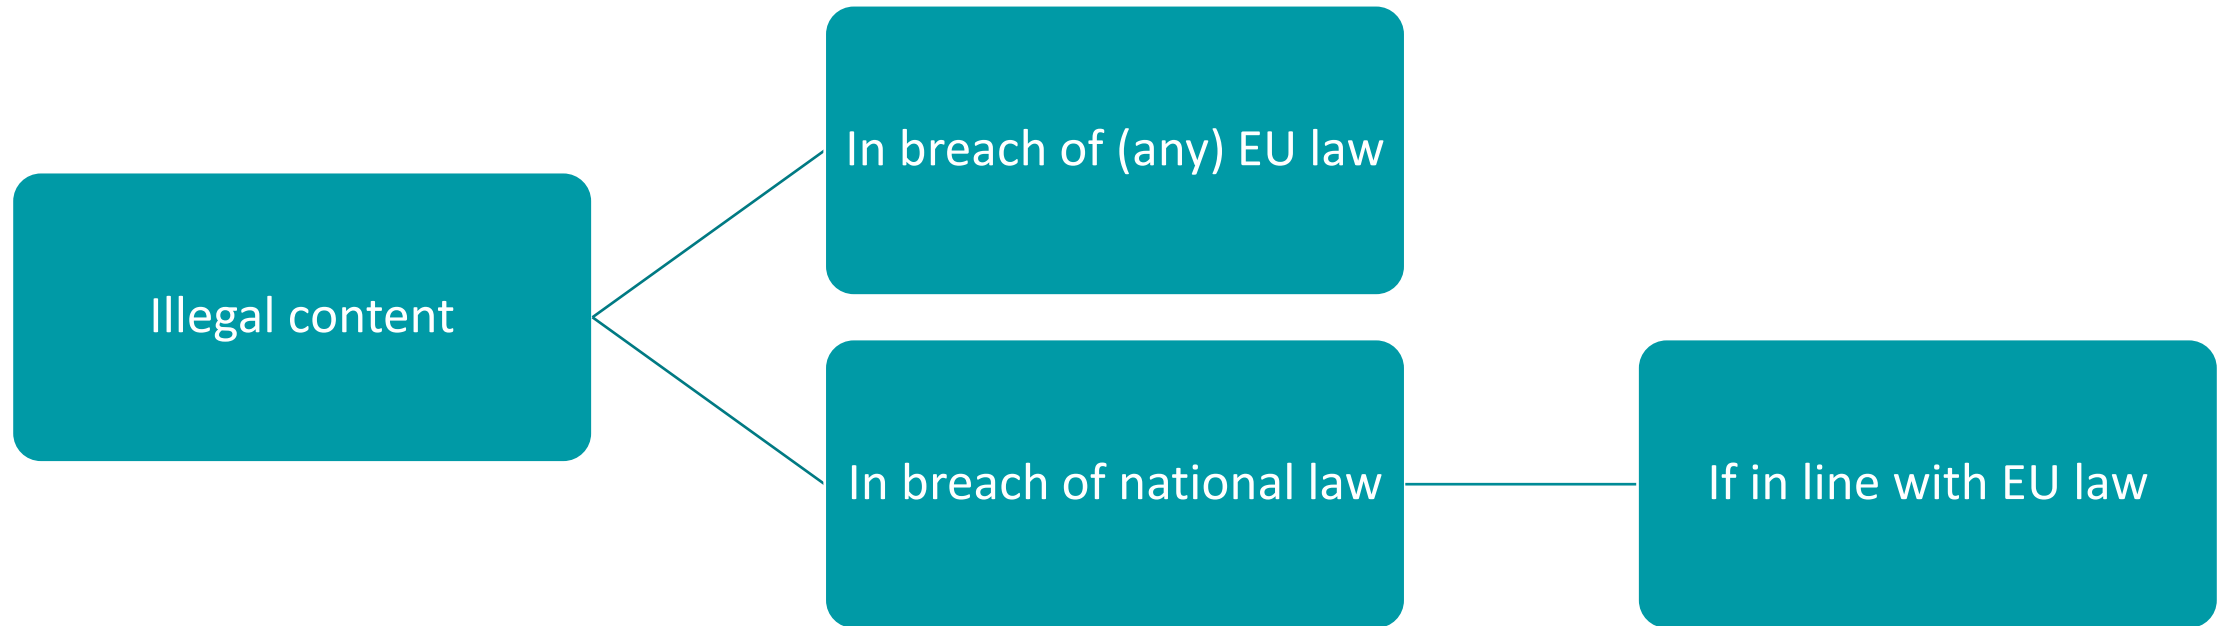 Illegal content
In breach of (any) EU law
In breach of national law
If in line with EU law